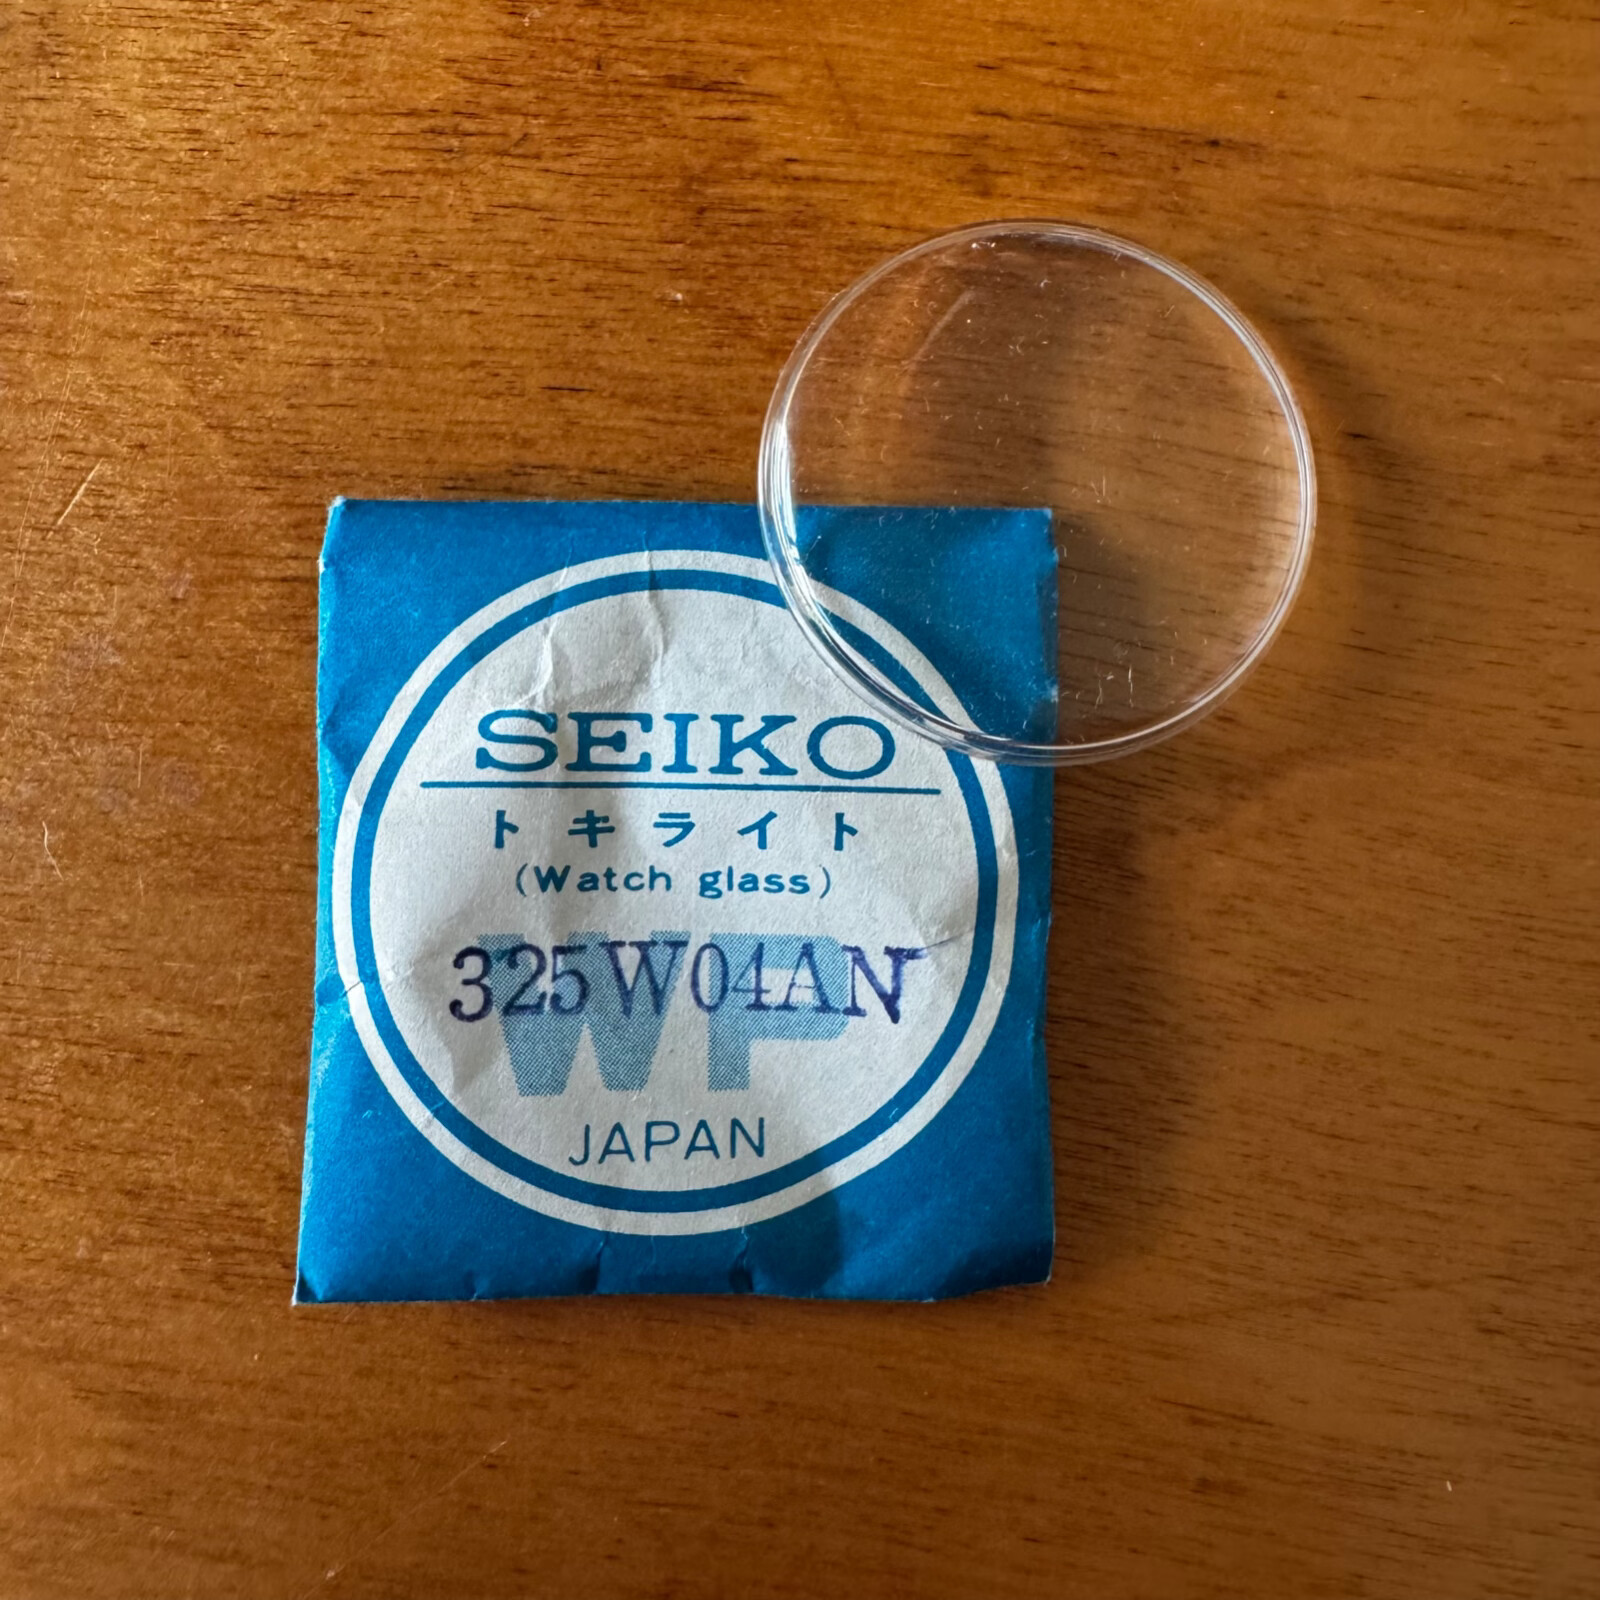 SEIKO
トキライト
(Watch glass)
WP
325W04AN
JAPAN